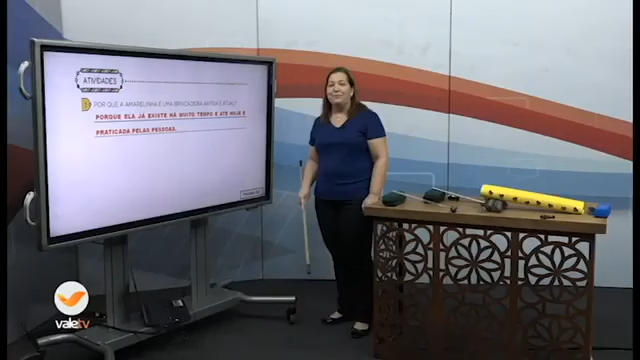 ATIVIDADES
POR QUE A AMARELINHA É UMA BRINCADEIRA ANTIGA E ATUAL?
PORQUE ELA JÁ EXISTE HÁ MUITO TEMPO E ATÉ HOJE É
PRATICADA PELAS PESSOAS.
valetv